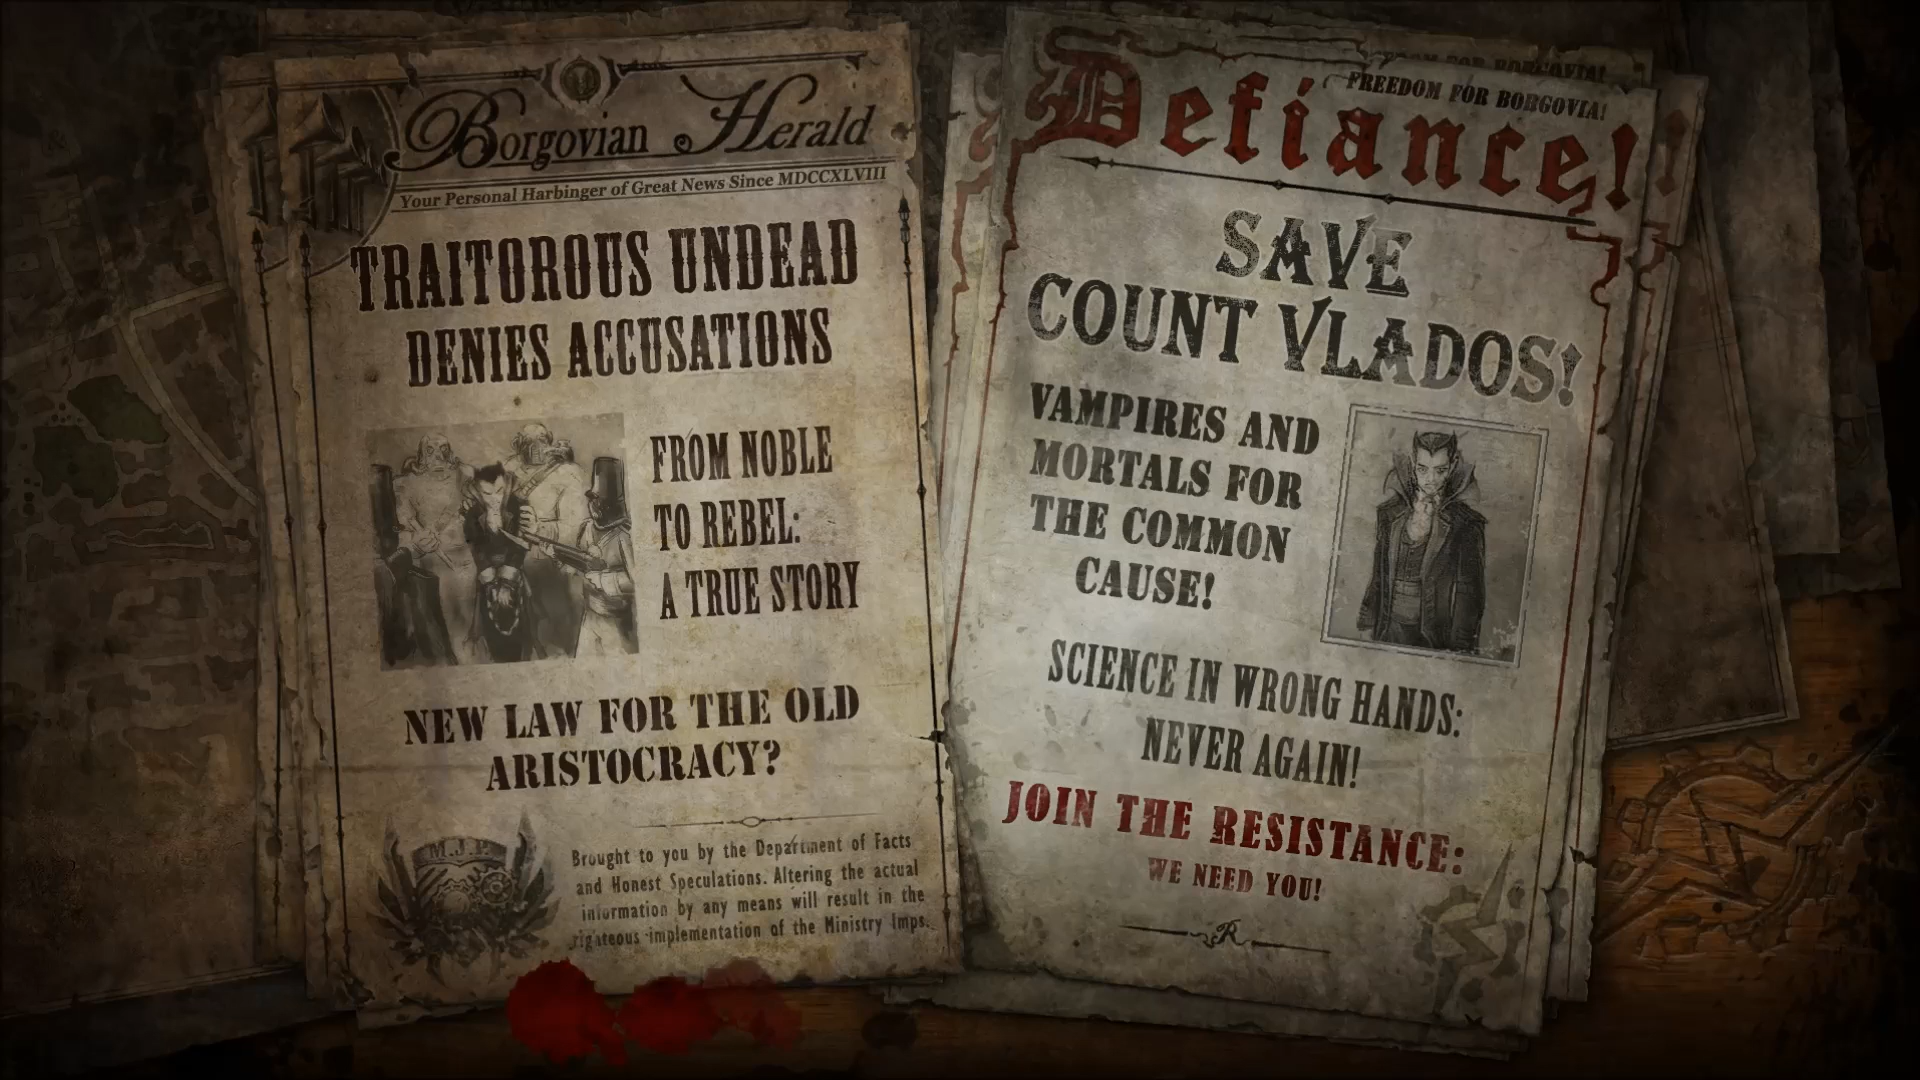 Borgovian Herald
Your Personal Harbinger of Great News Since MDCCXLVIII
TRAITOROUS UNDEAD
DENIES ACCUSATIONS
FROM NOBLE
TO REBEL:
A TRUE STORY
NEW LAW FOR THE OLD
ARISTOCRACY?
M.J.P.
Brought to you by the Department of Facts
and Honest Speculations. Altering the actual
information by any means will result in the
righteous implementation of the Ministry Imps.
FREEDOM FOR BORGOVIA!
Defiance!
SAVE
COUNT VLADOS!
VAMPIRES AND
MORTALS FOR
THE COMMON
CAUSE!
SCIENCE IN WRONG HANDS:
NEVER AGAIN!
JOIN THE RESISTANCE:
WE NEED YOU!
R